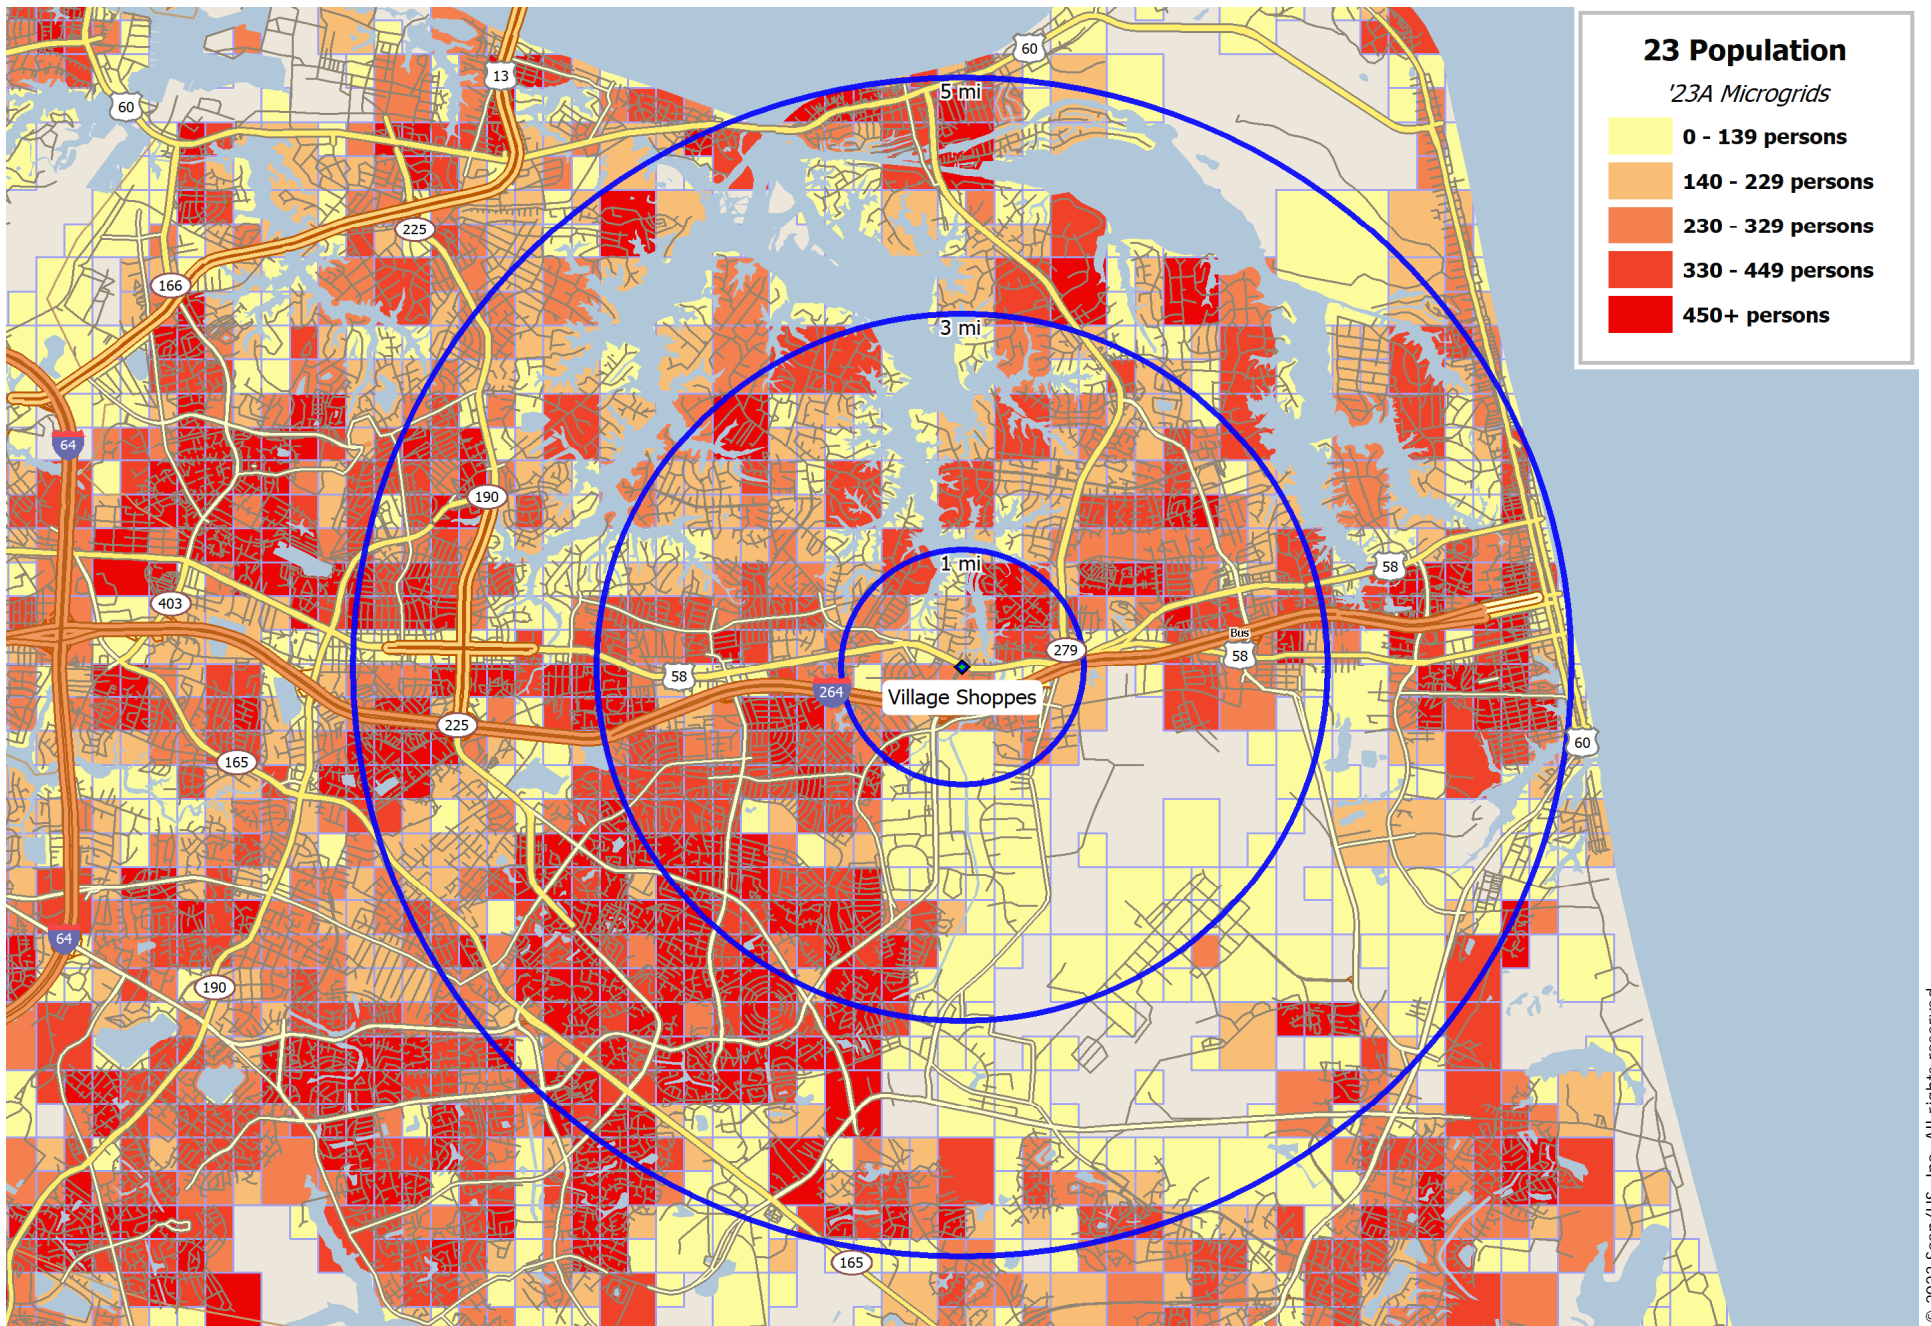 23 Population
'23A Microgrids
0 - 139 persons
140 - 229 persons
230 - 329 persons
330 - 449 persons
450+ persons
60
13
60
5 mi
225
166
3 mi
64
190
1 mi
58
403
279
Bus
58
58
264
Village Shoppes
225
60
165
64
190
165